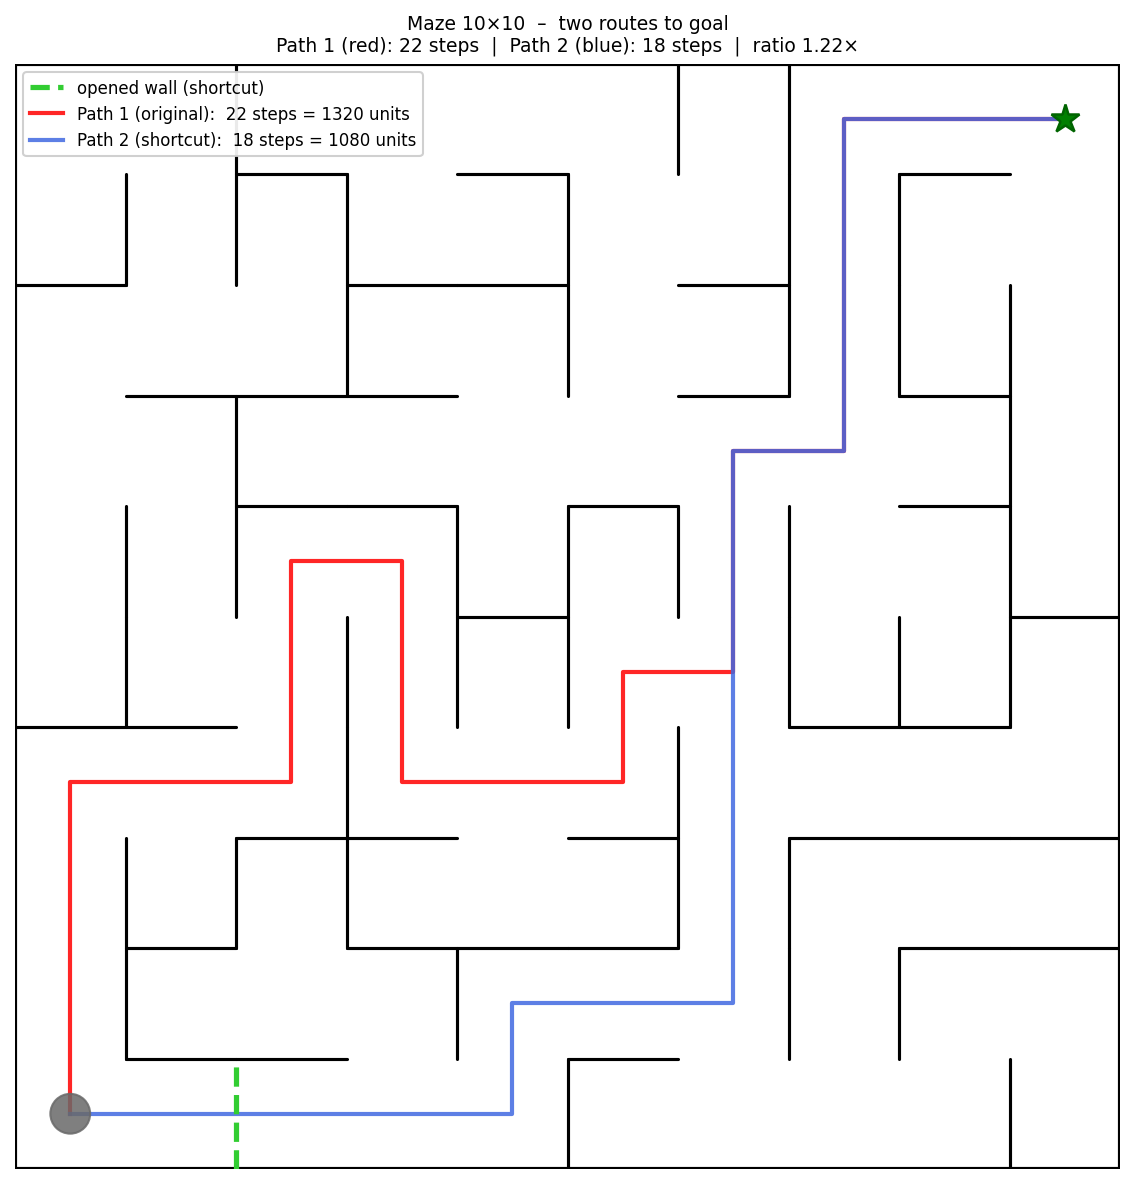 Maze 10×10  –  two routes to goal
Path 1 (red): 22 steps  |  Path 2 (blue): 18 steps  |  ratio 1.22×
opened wall (shortcut)
Path 1 (original):  22 steps = 1320 units
Path 2 (shortcut):  18 steps = 1080 units